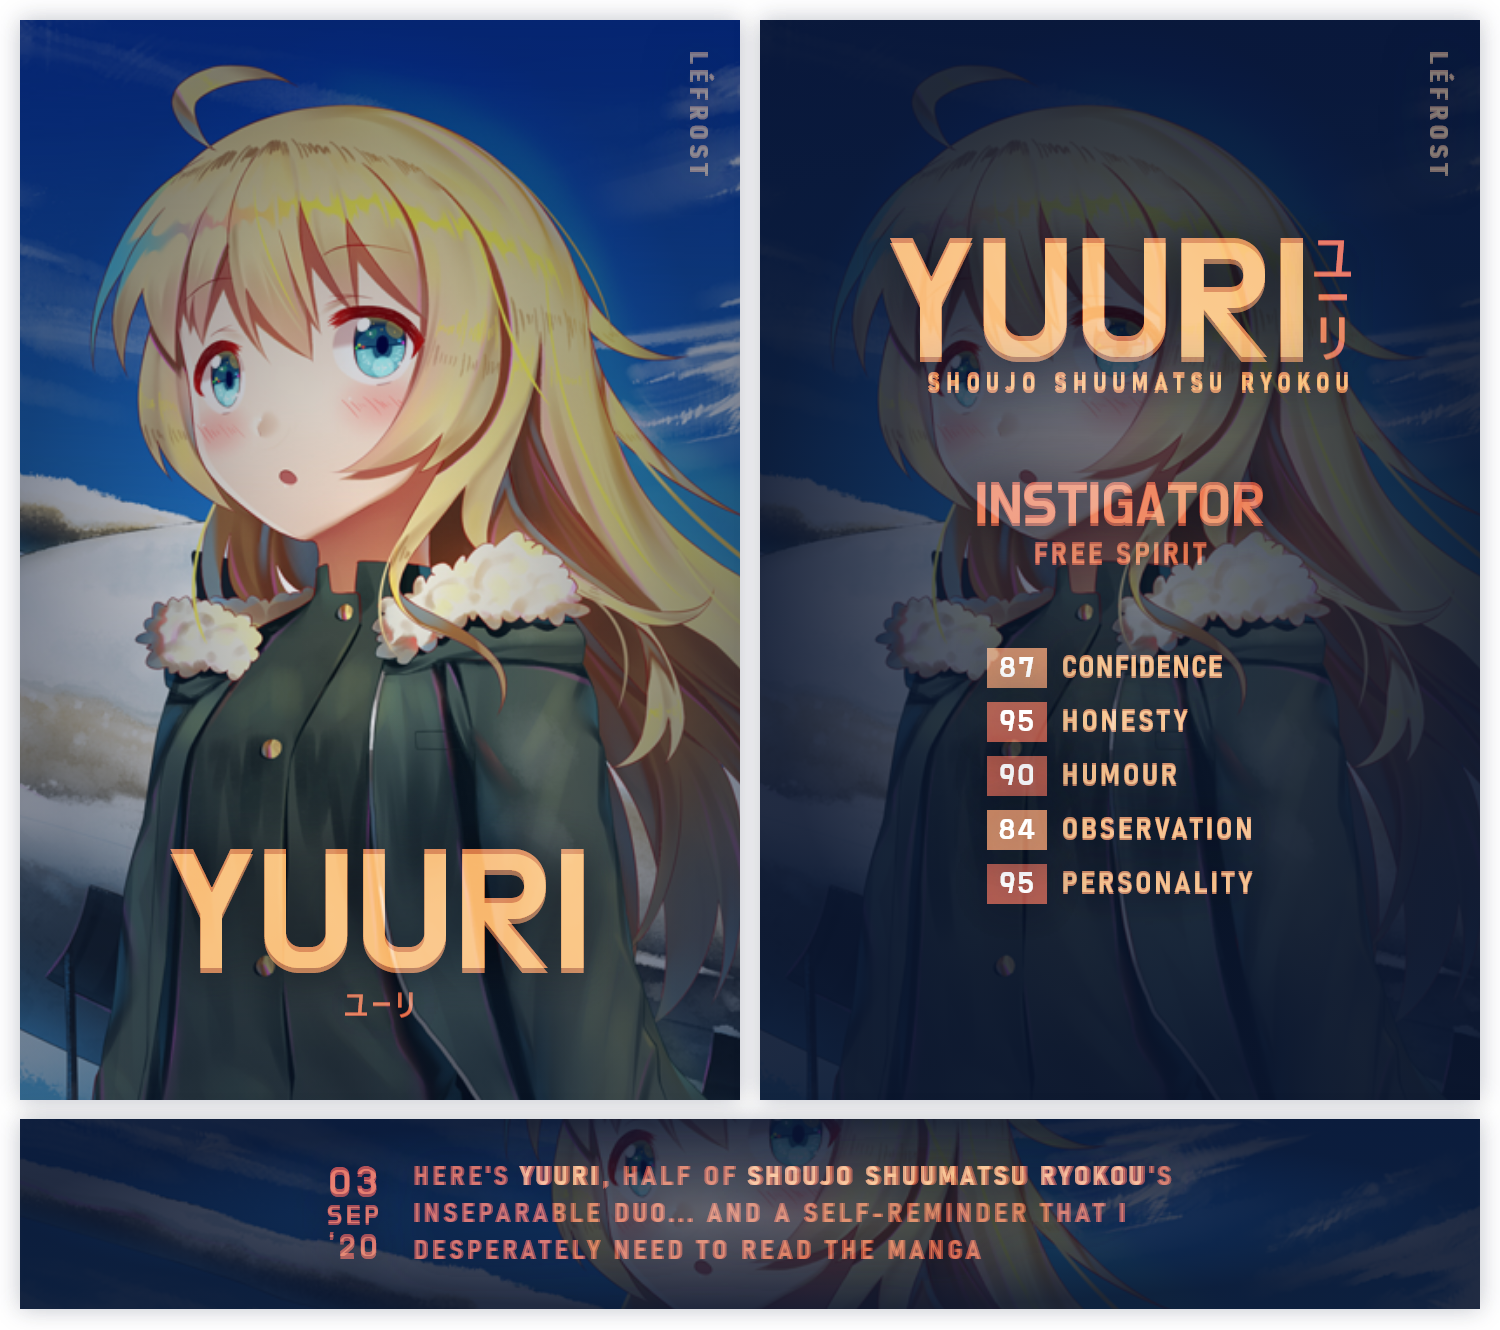 LÉFROST
YUURI
ユーリ
LÉFROST
YUURI
ユーリ
SHOUJO SHUUMATSU RYOKOU
INSTIGATOR
FREE SPIRIT
87 CONFIDENCE
95 HONESTY
90 HUMOUR
84 OBSERVATION
95 PERSONALITY
03
SEP
'20
HERE'S YUURI, HALF OF SHOUJO SHUUMATSU RYOKOU'S
INSEPARABLE DUO... AND A SELF-REMINDER THAT I
DESPERATELY NEED TO READ THE MANGA